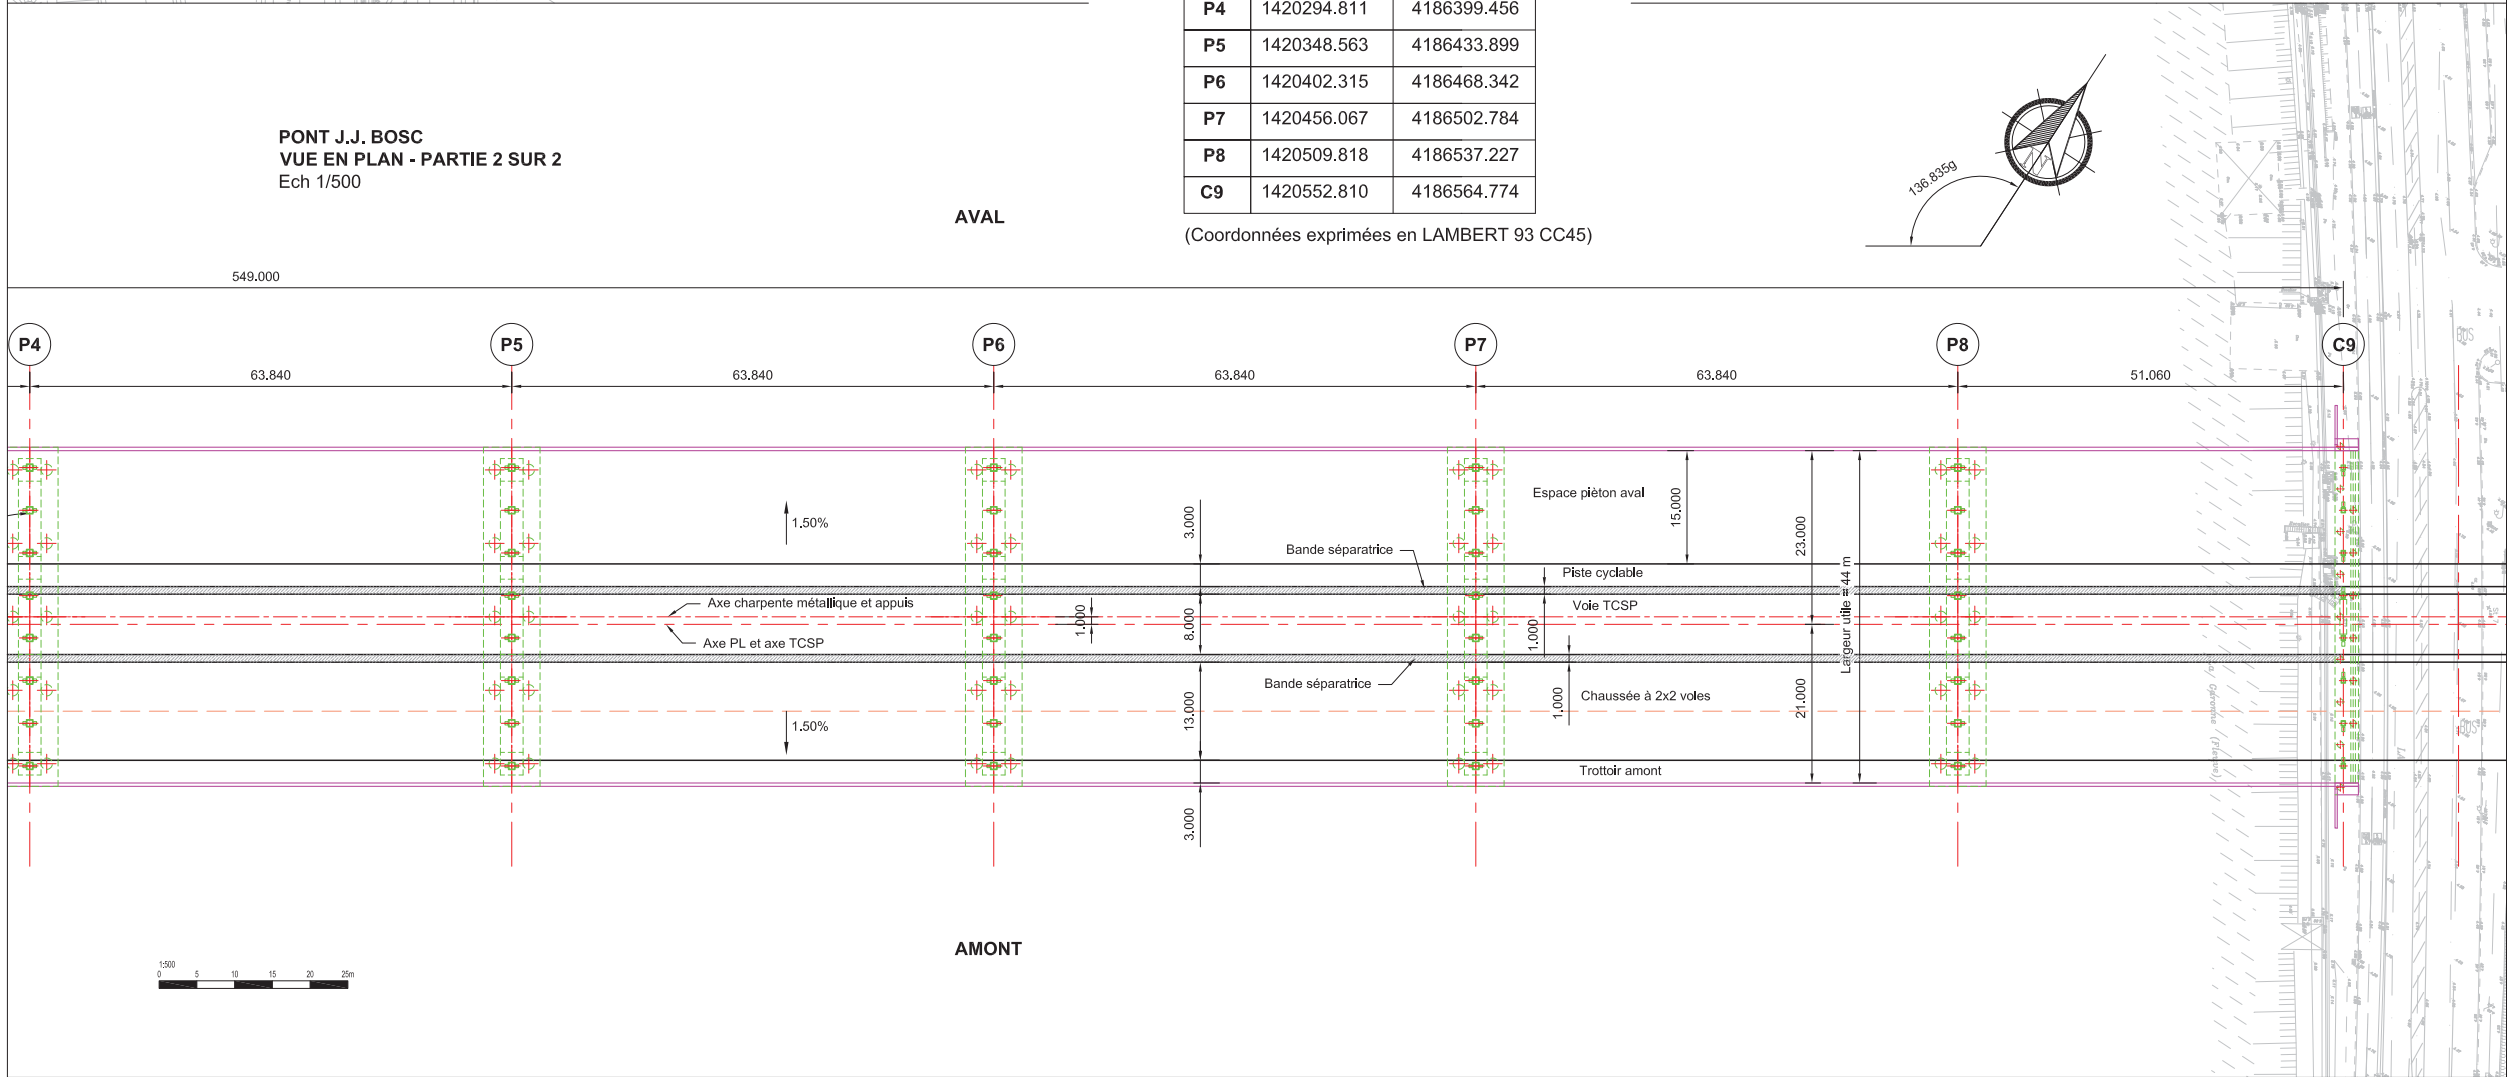 P4 1420294.811 4186399.456
P5 1420348.563 4186433.899
P6 1420402.315 4186468.342
P7 1420456.067 4186502.784
P8 1420509.818 4186537.227
C9 1420552.810 4186564.774
(Coordonnées exprimées en LAMBERT 93 CC45)
PONT J.J. BOSC
VUE EN PLAN - PARTIE 2 SUR 2
Ech 1/500
AVAL
136.835g
549.000
P4 P5 P6 P7 P8 C9
63.840 63.840 63.840 63.840 51.060
1.50%
3.000
Espace pièton aval
15.000
23.000
Bande séparatrice
Piste cyclable
Axe charpente métallique et appuis
1.000
8.000
Voie TCSP
1.000
Largeur utile = 44 m
Axe PL et axe TCSP
Bande séparatrice
1.000
Chaussée à 2x2 voies
13.000
21.000
1.50%
Trottoir amont
3.000
La Garonne (Fleuve)
BUS
BUS
AMONT
1:500
0 5 10 15 20 25m